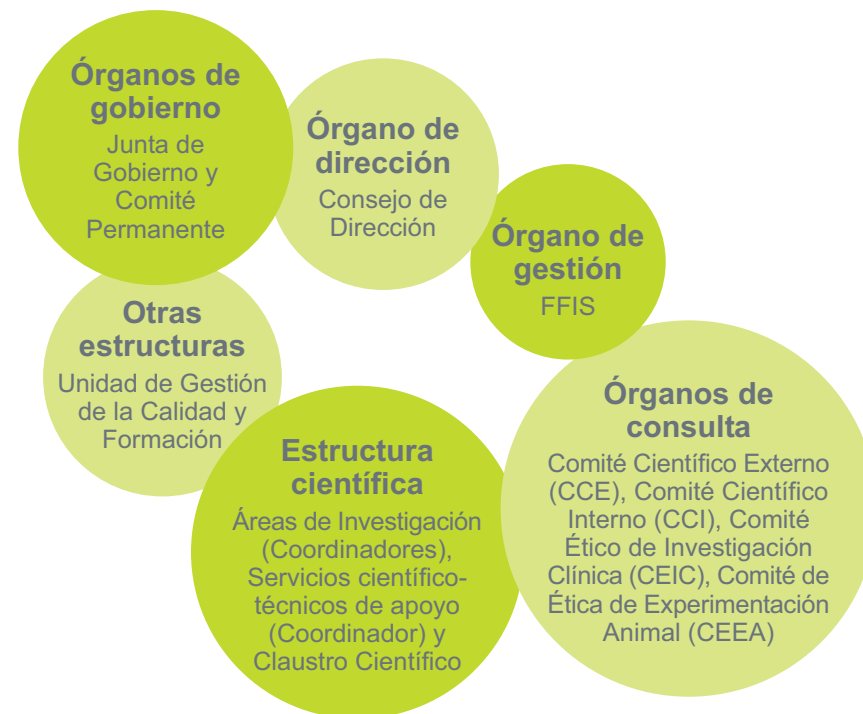 Órganos de
gobierno
Junta de
Gobierno y
Comité
Permanente
Órgano de
dirección
Consejo de
Dirección
Órgano de
gestión
FFIS
Órganos de
consulta
Comité Científico Externo
(CCE), Comité Científico
Interno (CCI), Comité
Ético de Investigación
Clínica (CEIC), Comité de
Ética de Experimentación
Animal (CEEA)
Estructura
científica
Áreas de Investigación
(Coordinadores),
Servicios científico-
técnicos de apoyo
(Coordinador) y
Claustro Científico
Otras
estructuras
Unidad de Gestión
de la Calidad y
Formación